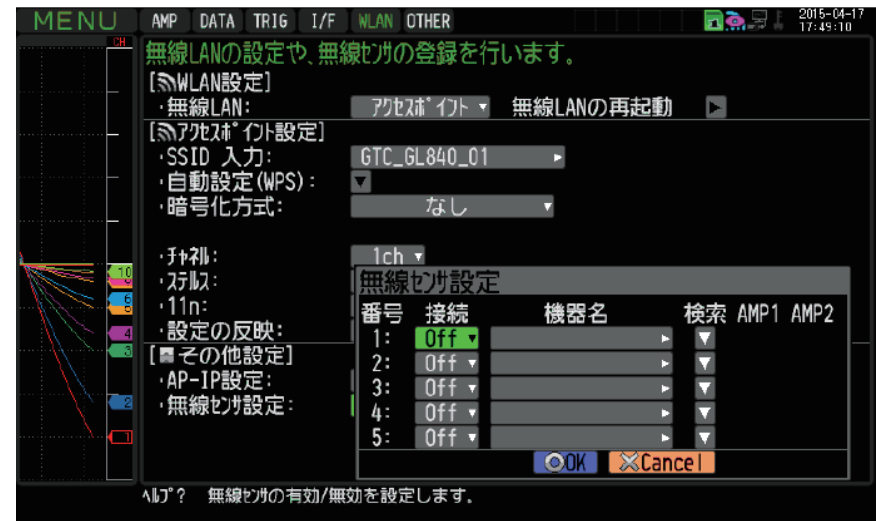 MENU AMP DATA TRIG I/F WLAN OTHER 2015-04-17
17:49:10
CH
無線LANの設定や、無線ｾﾝｻの登録を行います。
[WLAN設定]
・無線LAN: ｱｸｾｽﾎﾟｲﾝﾄ 無線LANの再起動
[ｱｸｾｽﾎﾟｲﾝﾄ設定]
・SSID 入力: GTC_GL840_01
・自動設定(WPS):
・暗号化方式: なし
・ﾁｬﾈﾙ: 1ch
・ｽﾃﾙｽ:
・11n:
・設定の反映:
[その他設定]
・AP-IP設定:
・無線ｾﾝｻ設定:
無線ｾﾝｻ設定
番号 接続 機器名 検索 AMP1 AMP2
1: Off
2: Off
3: Off
4: Off
5: Off
OK Cancel
10
6
4
3
2
1
ﾍﾙﾌﾟ? 無線ｾﾝｻの有効/無効を設定します。